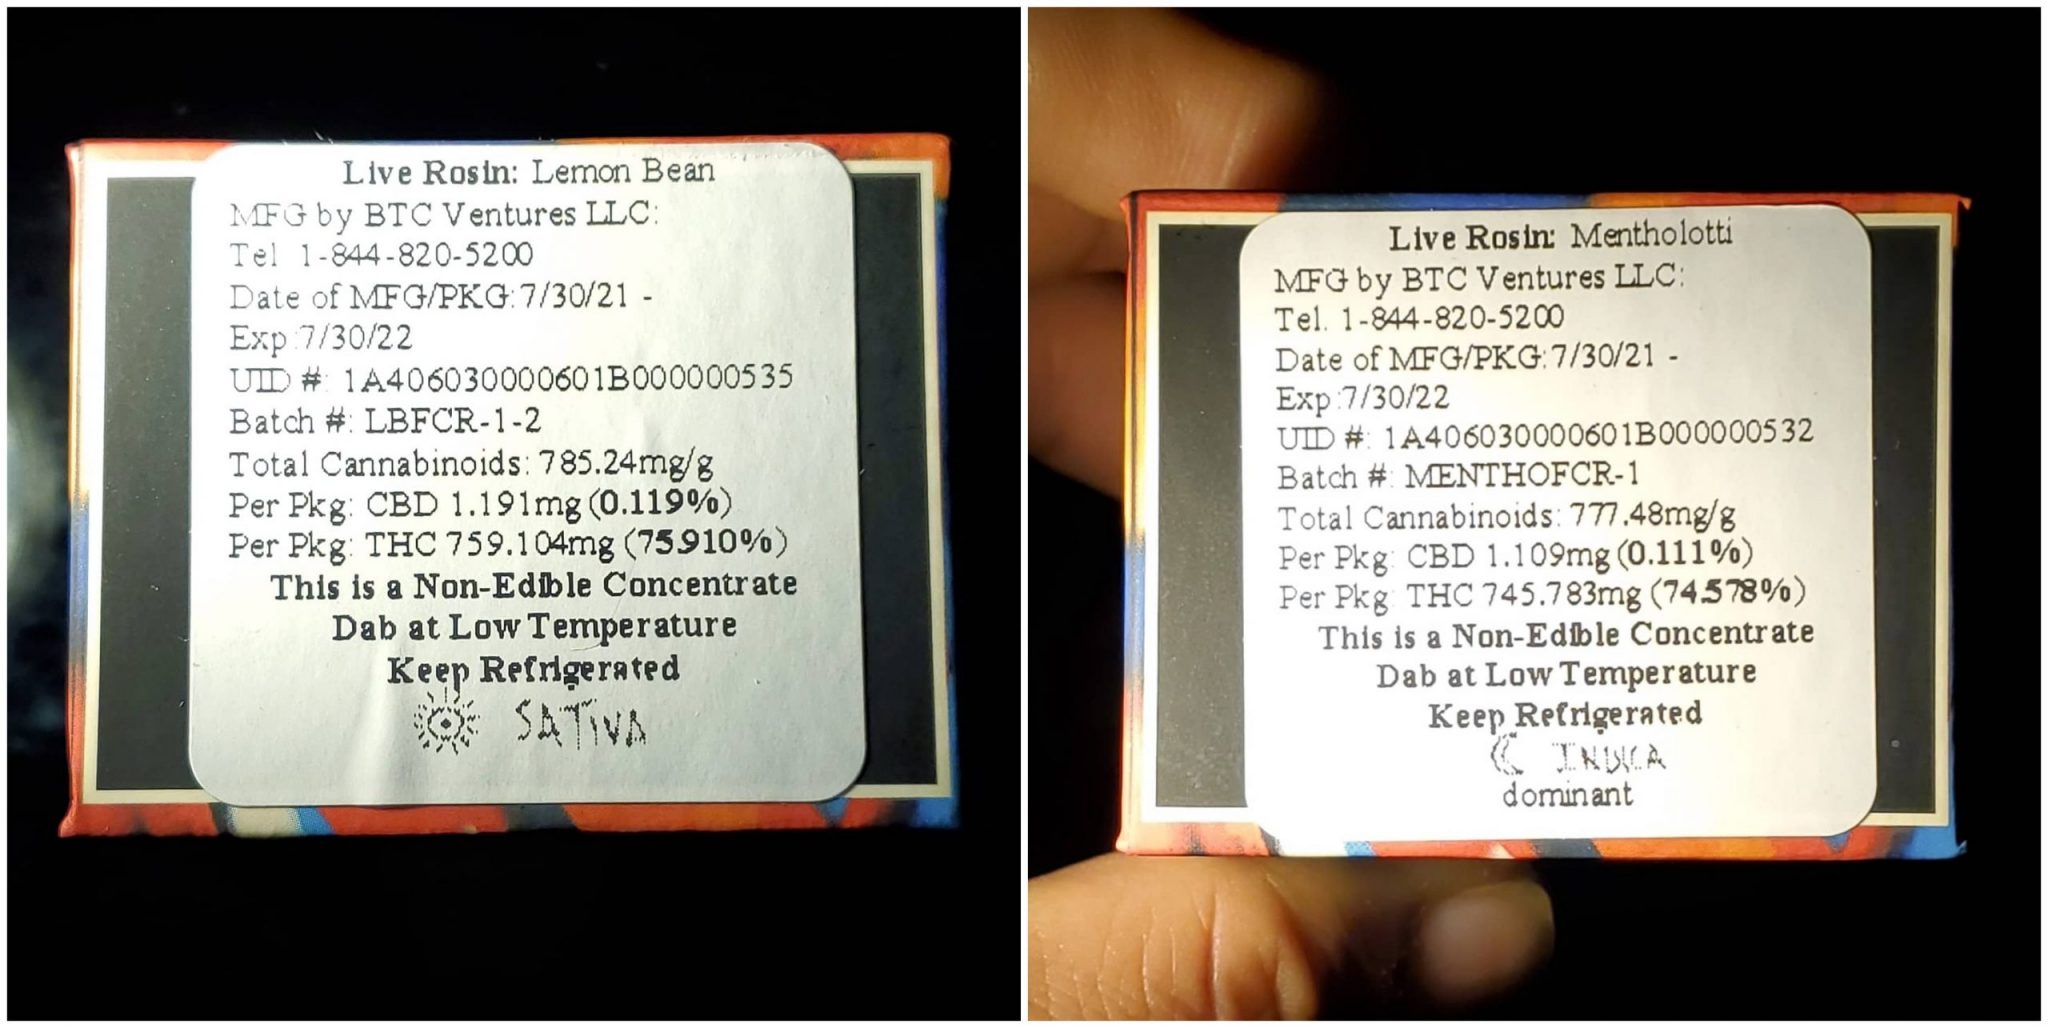 Live Rosin: Lemon Bean
MFG by BTC Ventures LLC:
Tel 1-844-820-5200
Date of MFG/PKG:7/30/21 -
Exp:7/30/22
UID #: 1A406030000601B000000535
Batch #: LBFCR-1-2
Total Cannabinoids: 785.24mg/g
Per Pkg: CBD 1.191mg (0.119%)
Per Pkg: THC 759.104mg (75.910%)
This is a Non-Edible Concentrate
Dab at Low Temperature
Keep Refrigerated
SATIVA
Live Rosin: Mentholotti
MFG by BTC Ventures LLC:
Tel. 1-844-820-5200
Date of MFG/PKG:7/30/21 -
Exp:7/30/22
UID #: 1A406030000601B000000532
Batch #: MENTHOFCR-1
Total Cannabinoids: 777.48mg/g
Per Pkg: CBD 1.109mg (0.111%)
Per Pkg: THC 745.783mg (74.578%)
This is a Non-Edible Concentrate
Dab at Low Temperature
Keep Refrigerated
INDICA
dominant